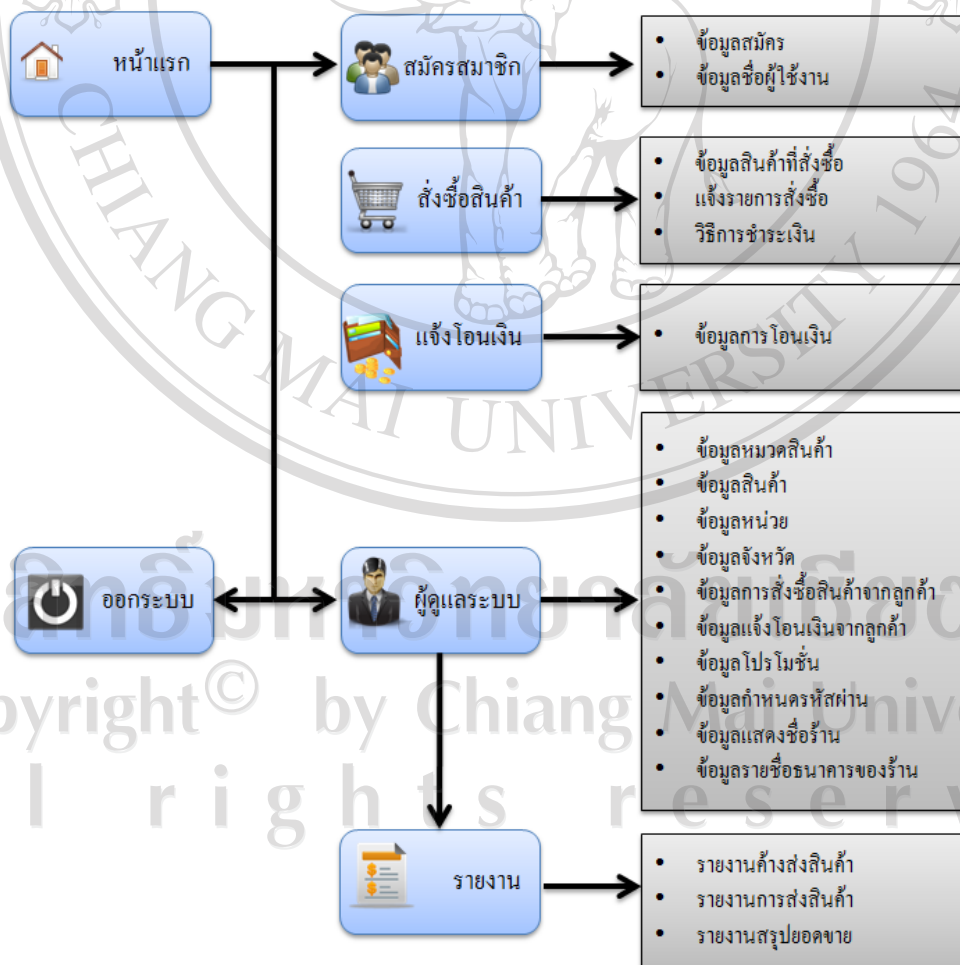 หน้าแรก
สมัครสมาชิก
• ข้อมูลสมัคร
• ข้อมูลชื่อผู้ใช้งาน
สั่งซื้อสินค้า
• ข้อมูลสินค้าที่สั่งซื้อ
• แจ้งรายการสั่งซื้อ
• วิธีการชำระเงิน
แจ้งโอนเงิน
• ข้อมูลการโอนเงิน
ออกระบบ
ผู้ดูแลระบบ
• ข้อมูลหมวดสินค้า
• ข้อมูลสินค้า
• ข้อมูลหน่วย
• ข้อมูลจังหวัด
• ข้อมูลการสั่งซื้อสินค้าจากลูกค้า
• ข้อมูลแจ้งโอนเงินจากลูกค้า
• ข้อมูลโปรโมชั่น
• ข้อมูลกำหนดรหัสผ่าน
• ข้อมูลแสดงชื่อร้าน
• ข้อมูลรายชื่อธนาคารของร้าน
รายงาน
• รายงานค้างส่งสินค้า
• รายงานการส่งสินค้า
• รายงานสรุปยอดขาย
CHIANG MAI UNIVERSITY 1964
© by Chiang Mai
rights